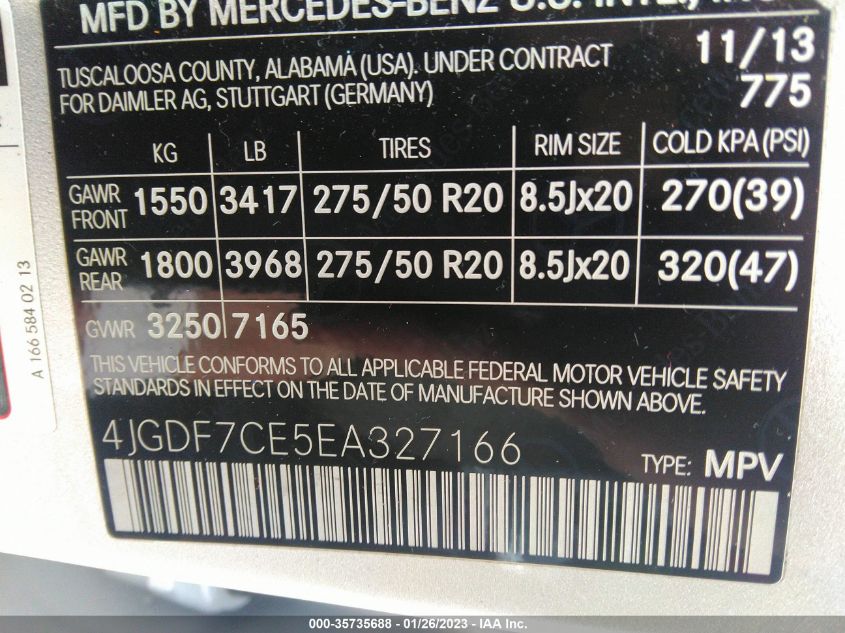 MFD BY MERCEDES-BENZ U.S. INTL., INC.
TUSCALOOSA COUNTY, ALABAMA (USA). UNDER CONTRACT
FOR DAIMLER AG, STUTTGART (GERMANY)
11/13
775
KG LB TIRES RIM SIZE COLD KPA (PSI)
GAWR FRONT 1550 3417 275/50 R20 8.5Jx20 270(39)
GAWR REAR 1800 3968 275/50 R20 8.5Jx20 320(47)
GVWR 3250 7165
THIS VEHICLE CONFORMS TO ALL APPLICABLE FEDERAL MOTOR VEHICLE SAFETY
STANDARDS IN EFFECT ON THE DATE OF MANUFACTURE SHOWN ABOVE.
4JGDF7CE5EA327166
TYPE: MPV
A 166 584 02 13
000-35735688 - 01/26/2023 - IAA Inc.